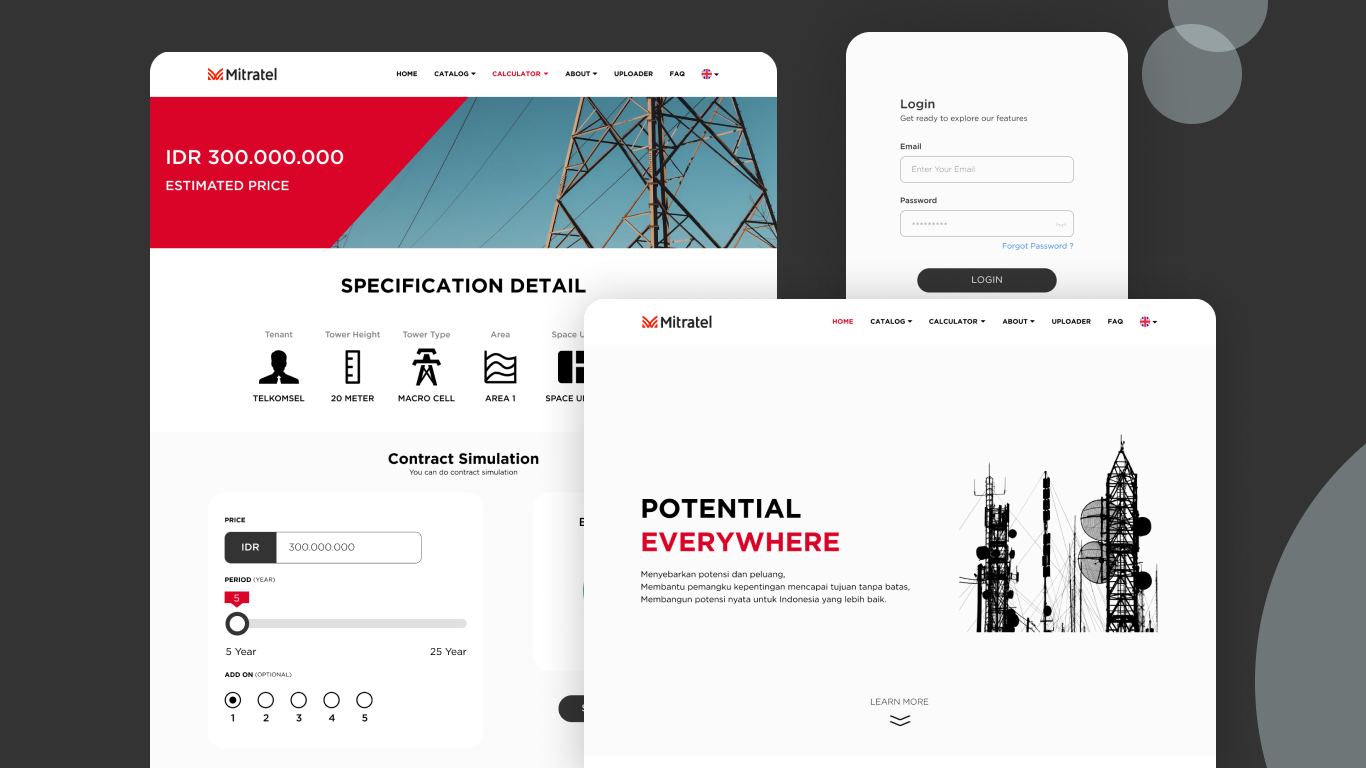 Mitratel
HOME CATALOG CALCULATOR ABOUT UPLOADER FAQ
IDR 300.000.000
ESTIMATED PRICE
SPECIFICATION DETAIL
Tenant Tower Height Tower Type Area Space U
TELKOMSEL 20 METER MACRO CELL AREA 1 SPACE U
Contract Simulation
You can do contract simulation
PRICE
IDR 300.000.000
PERIOD (YEAR)
5
5 Year 25 Year
ADD ON (OPTIONAL)
1 2 3 4 5
Login
Get ready to explore our features
Email
Enter Your Email
Password
*********
Forgot Password ?
LOGIN
Mitratel
HOME CATALOG CALCULATOR ABOUT UPLOADER FAQ
POTENTIAL
EVERYWHERE
Menyebarkan potensi dan peluang,
Membantu pemangku kepentingan mencapai tujuan tanpa batas,
Membangun potensi nyata untuk Indonesia yang lebih baik.
LEARN MORE